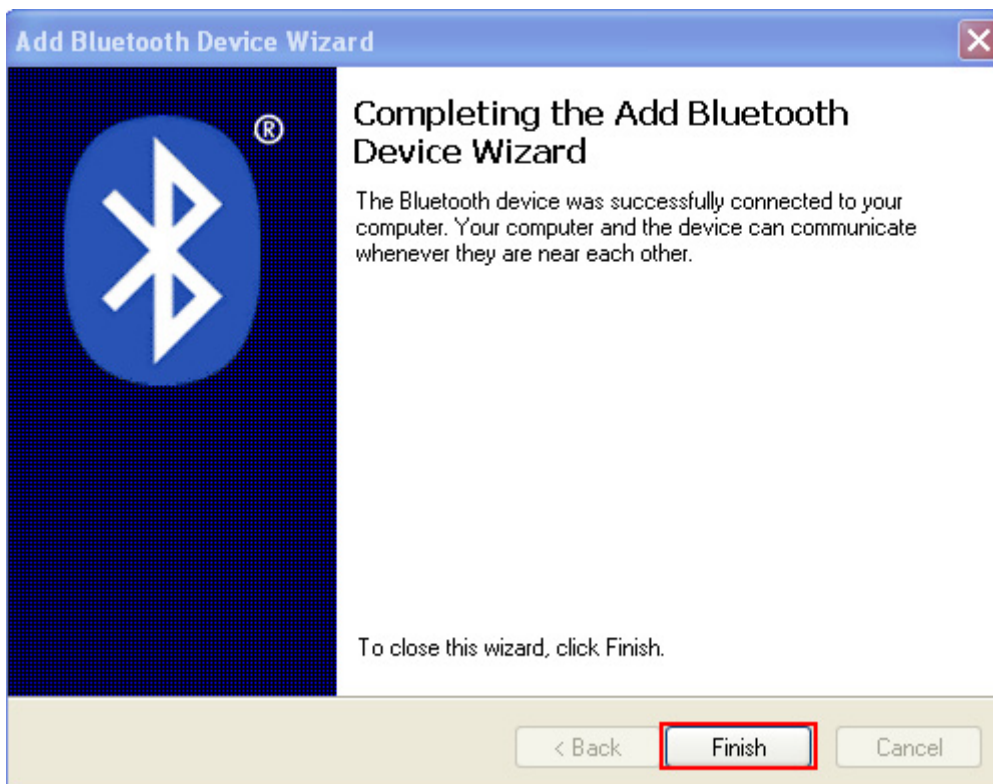 Add Bluetooth Device Wizard
®
Completing the Add Bluetooth
Device Wizard
The Bluetooth device was successfully connected to your
computer. Your computer and the device can communicate
whenever they are near each other.
To close this wizard, click Finish.
< Back Finish Cancel